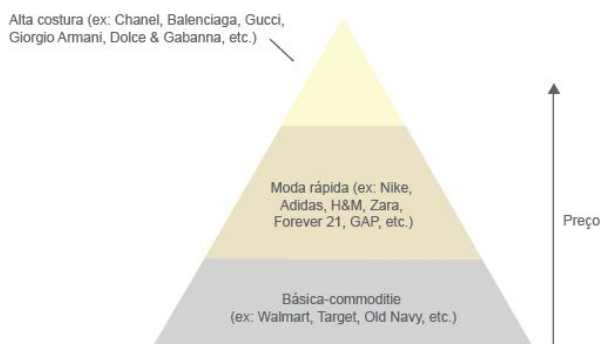 Alta costura (ex: Chanel, Balenciaga, Gucci,
Giorgio Armani, Dolce & Gabanna, etc.)
Moda rápida (ex: Nike,
Adidas, H&M, Zara,
Forever 21, GAP, etc.)
Preço
Básica-commoditie
(ex: Walmart, Target, Old Navy, etc.)